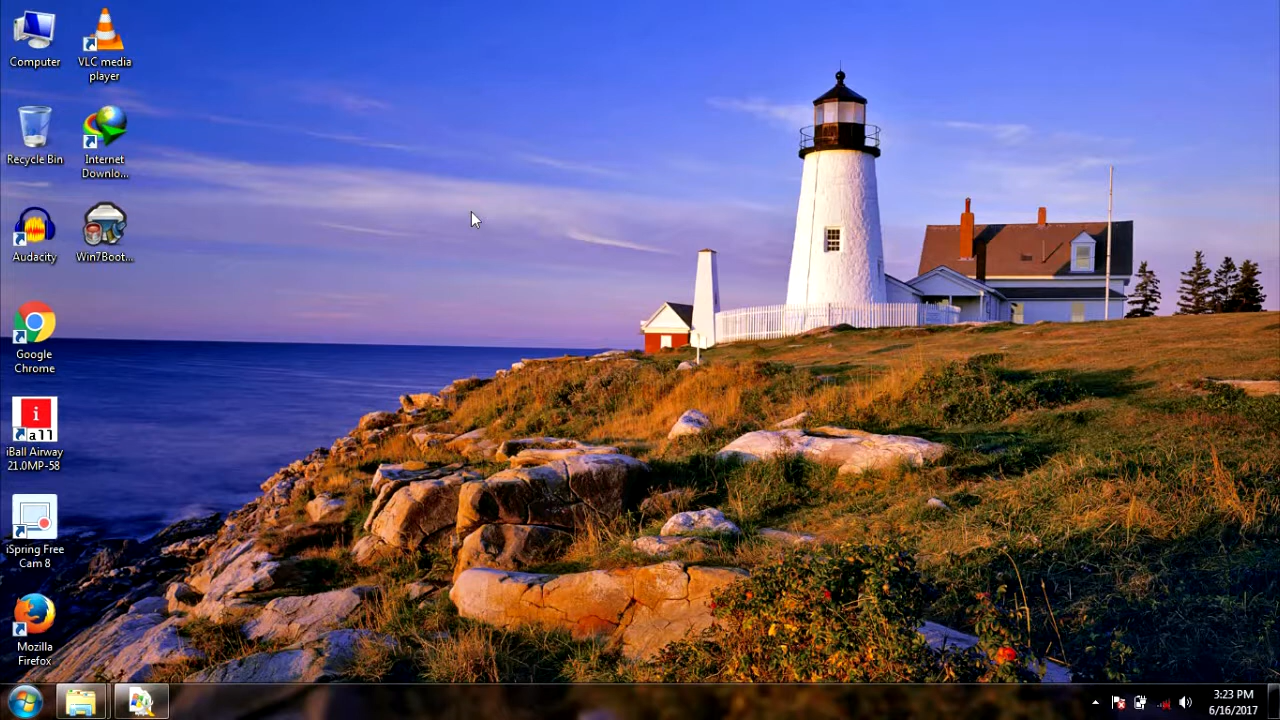 Computer
VLC media
player
Recycle Bin
Internet
Downlo...
Audacity
Win7Boot...
Google
Chrome
i
all
iBall Airway
21.0MP-58
iSpring Free
Cam 8
Mozilla
Firefox
3:23 PM
6/16/2017